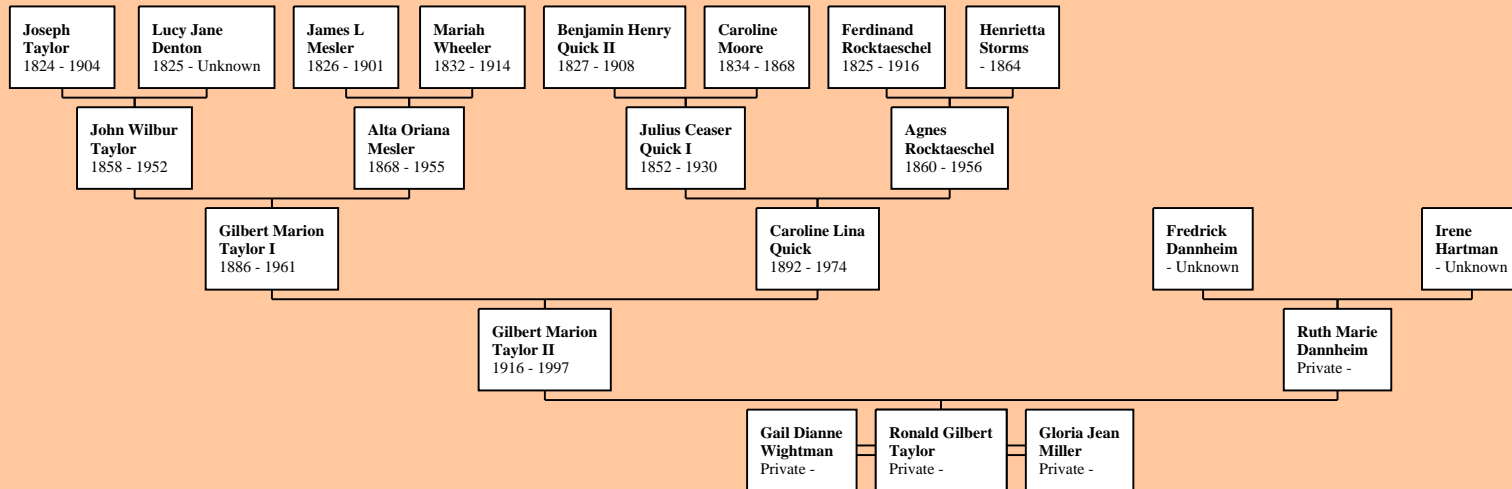 Joseph
Taylor
1824 - 1904
Lucy Jane
Denton
1825 - Unknown
James L
Mesler
1826 - 1901
Mariah
Wheeler
1832 - 1914
Benjamin Henry
Quick II
1827 - 1908
Caroline
Moore
1834 - 1868
Ferdinand
Rocktaeschel
1825 - 1916
Henrietta
Storms
- 1864
John Wilbur
Taylor
1858 - 1952
Alta Oriana
Mesler
1868 - 1955
Julius Ceaser
Quick I
1852 - 1930
Agnes
Rocktaeschel
1860 - 1956
Gilbert Marion
Taylor I
1886 - 1961
Caroline Lina
Quick
1892 - 1974
Fredrick
Dannheim
- Unknown
Irene
Hartman
- Unknown
Gilbert Marion
Taylor II
1916 - 1997
Ruth Marie
Dannheim
Private -
Gail Dianne
Wightman
Private -
Ronald Gilbert
Taylor
Private -
Gloria Jean
Miller
Private -